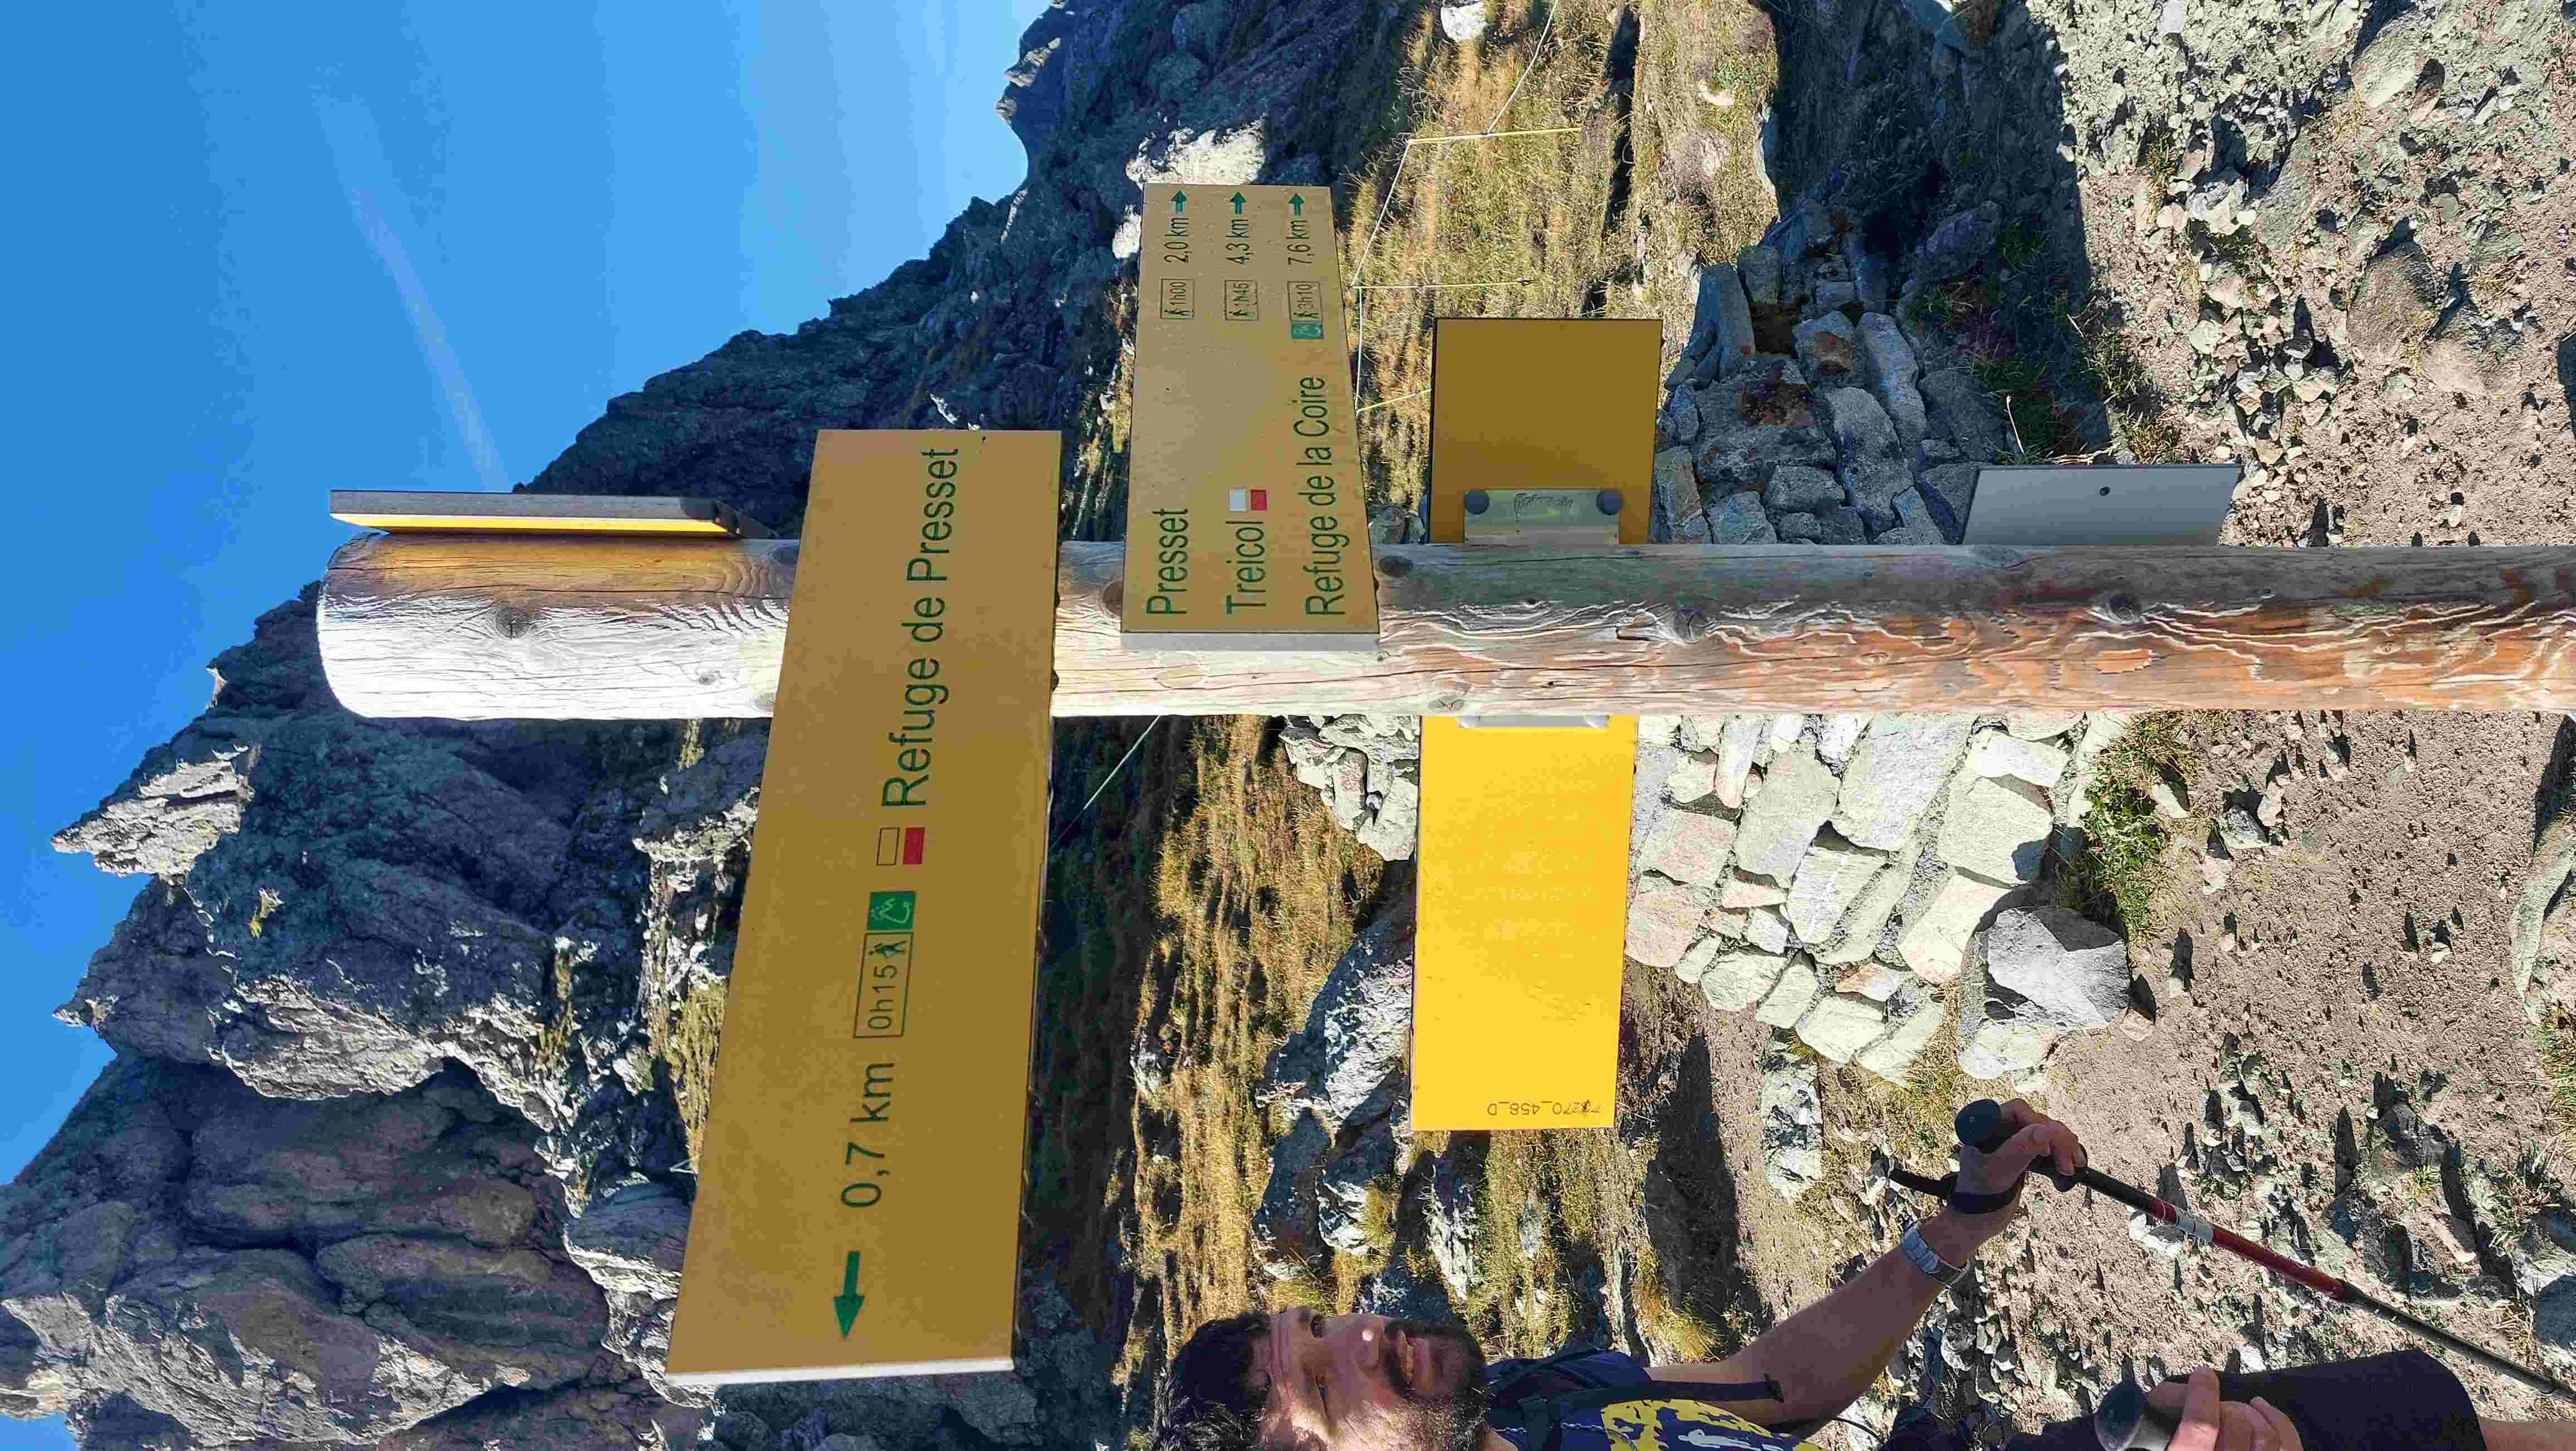 0,7 km 0h15 Refuge de Presset
Presset 1h00 2,0 km
Treicol 1h45 4,3 km
Refuge de la Coire 3h10 7,6 km